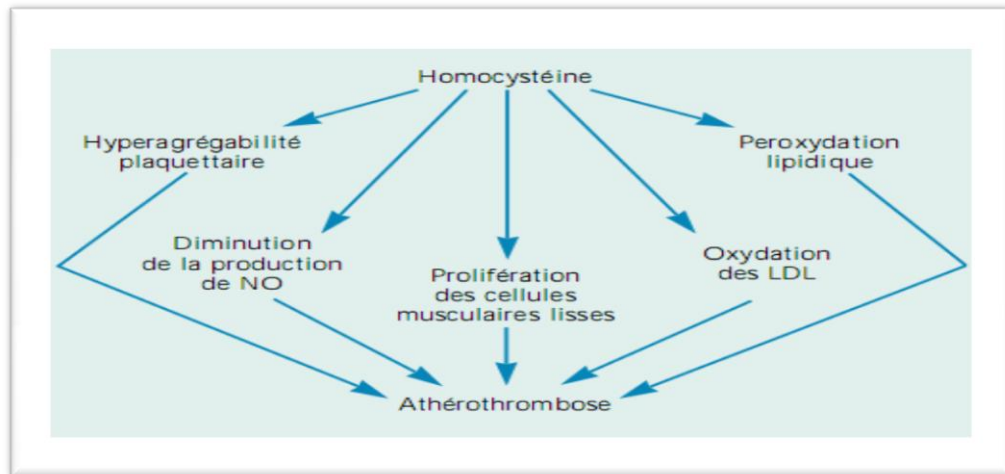 Homocystéine
Hyperagrégabilité
plaquettaire
Peroxydation
lipidique
Diminution
de la production
de NO
Prolifération
des cellules
musculaires lisses
Oxydation
des LDL
Athérothrombose